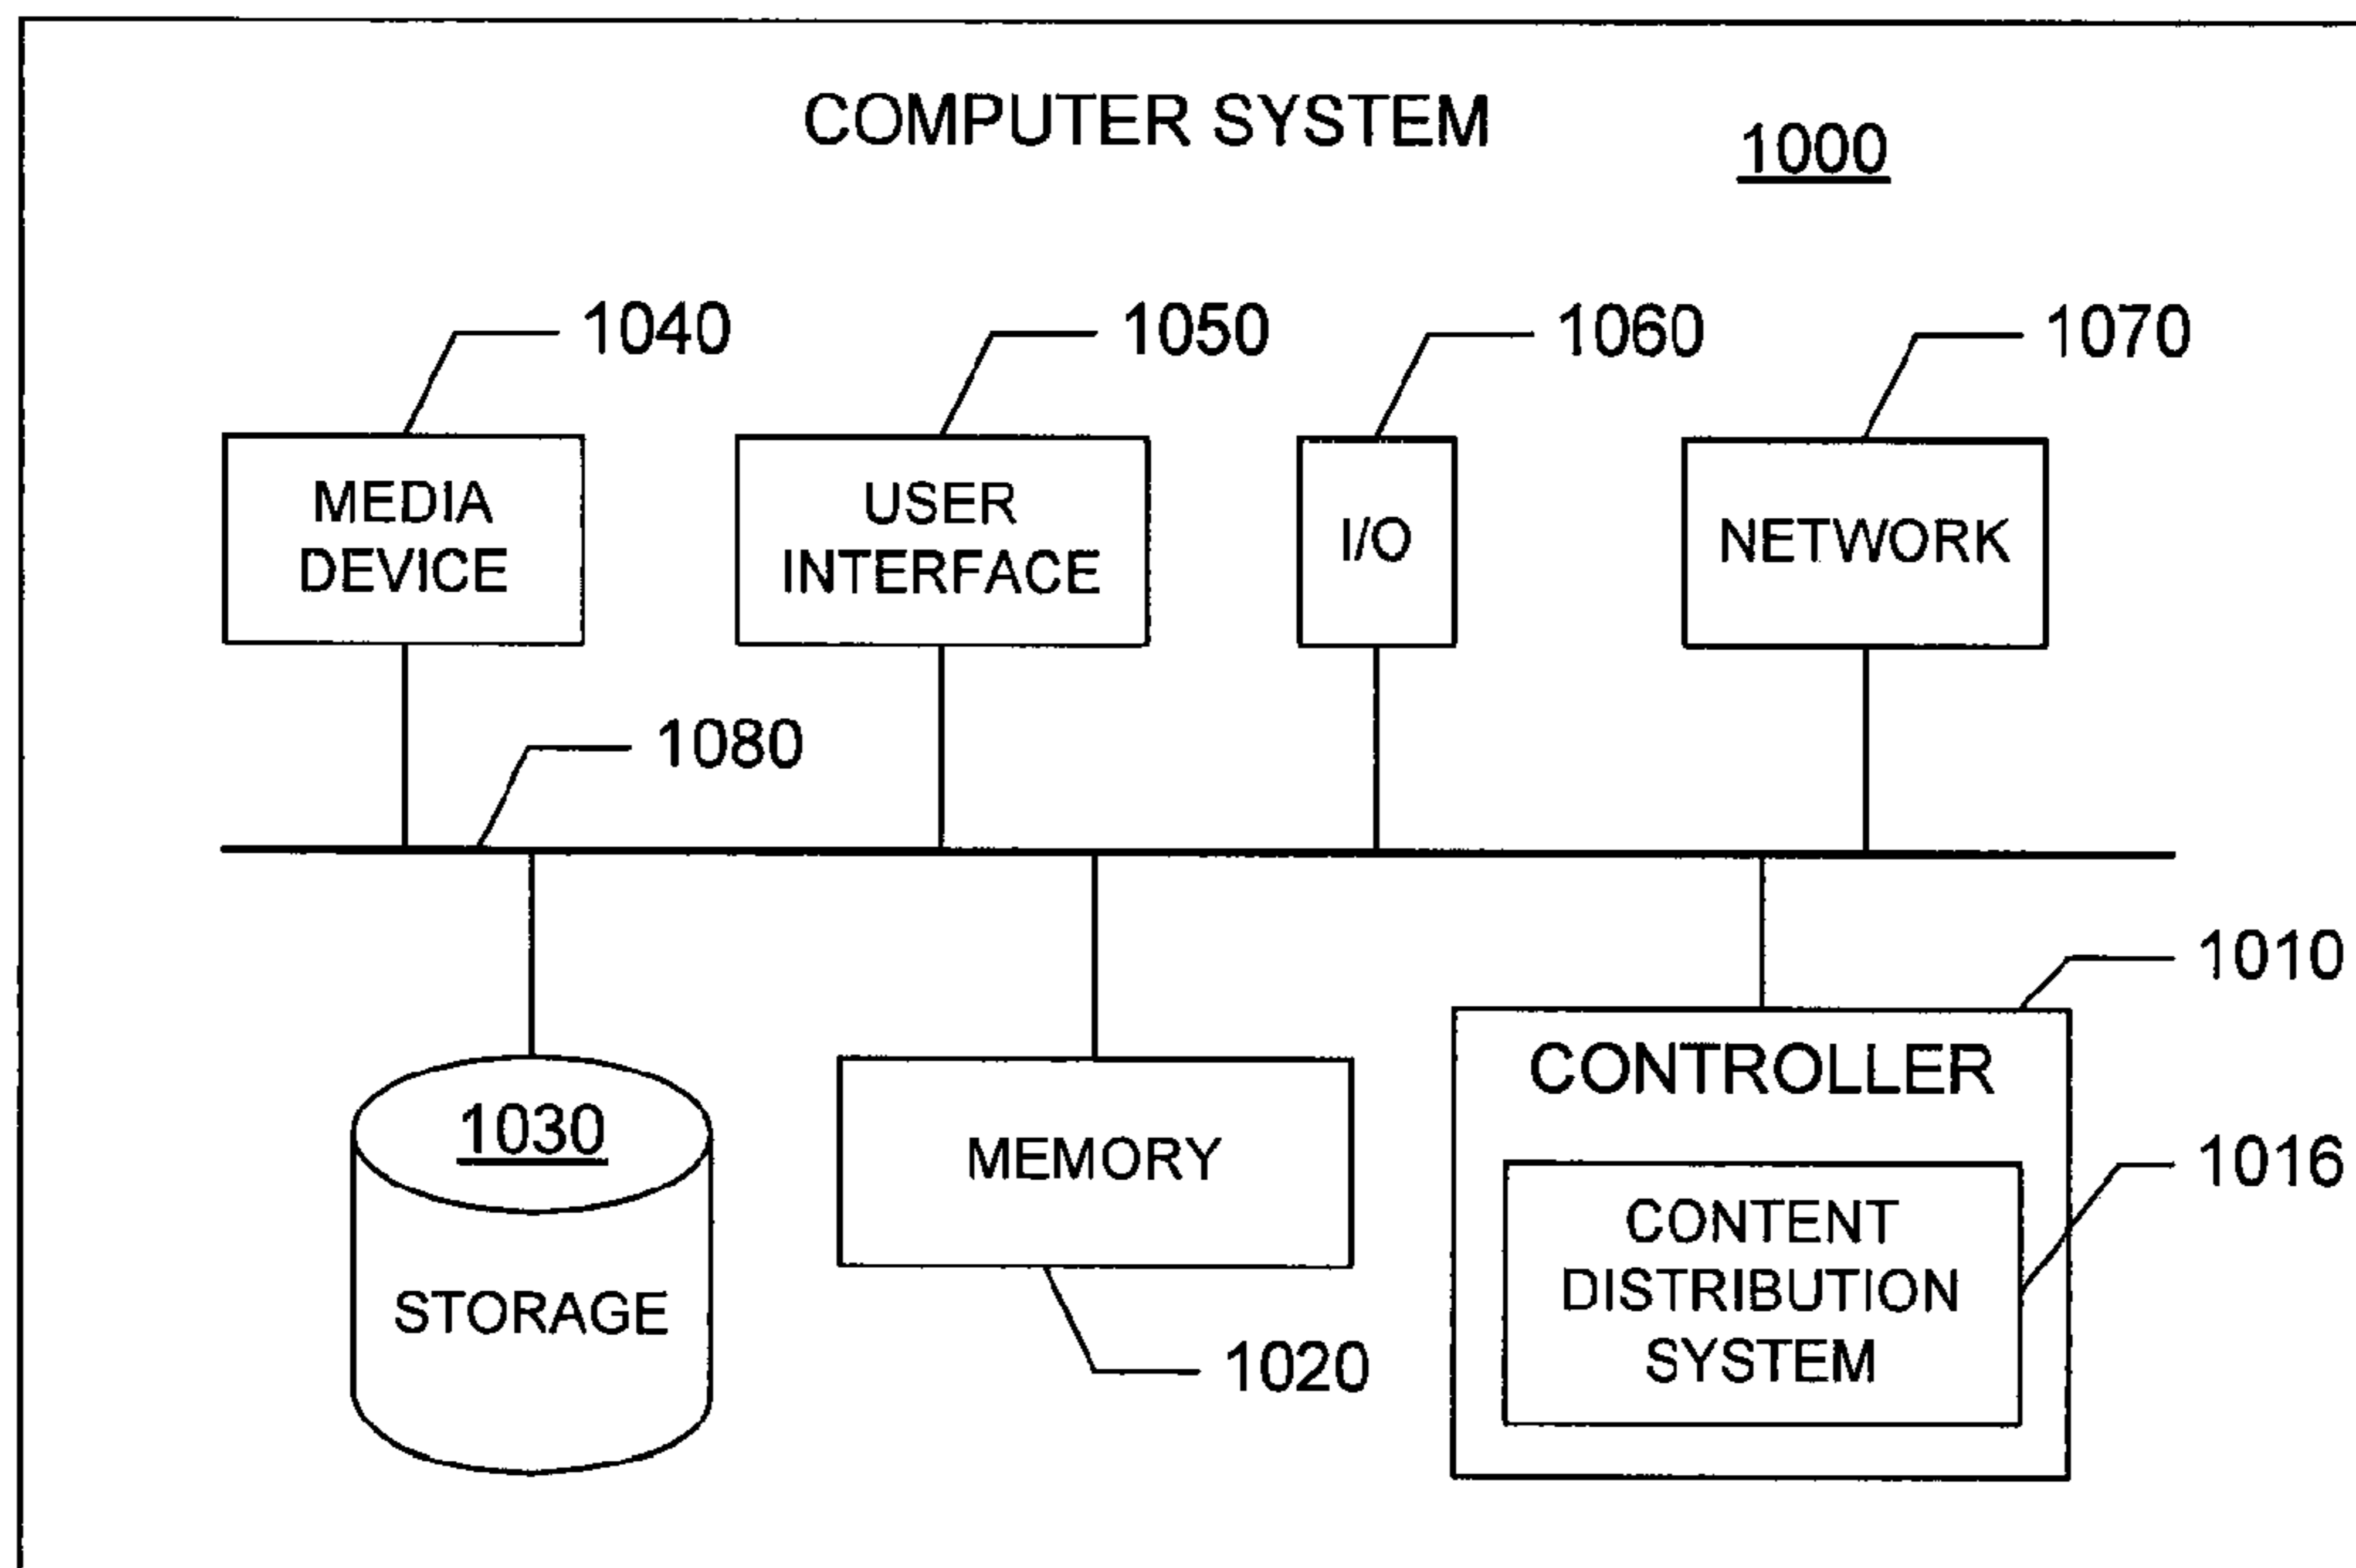 COMPUTER SYSTEM
1000
1040
1050
1060
1070
MEDIA
DEVICE
USER
INTERFACE
I/O
NETWORK
1080
1010
CONTROLLER
1030
STORAGE
MEMORY
1020
1016
CONTENT
DISTRIBUTION
SYSTEM